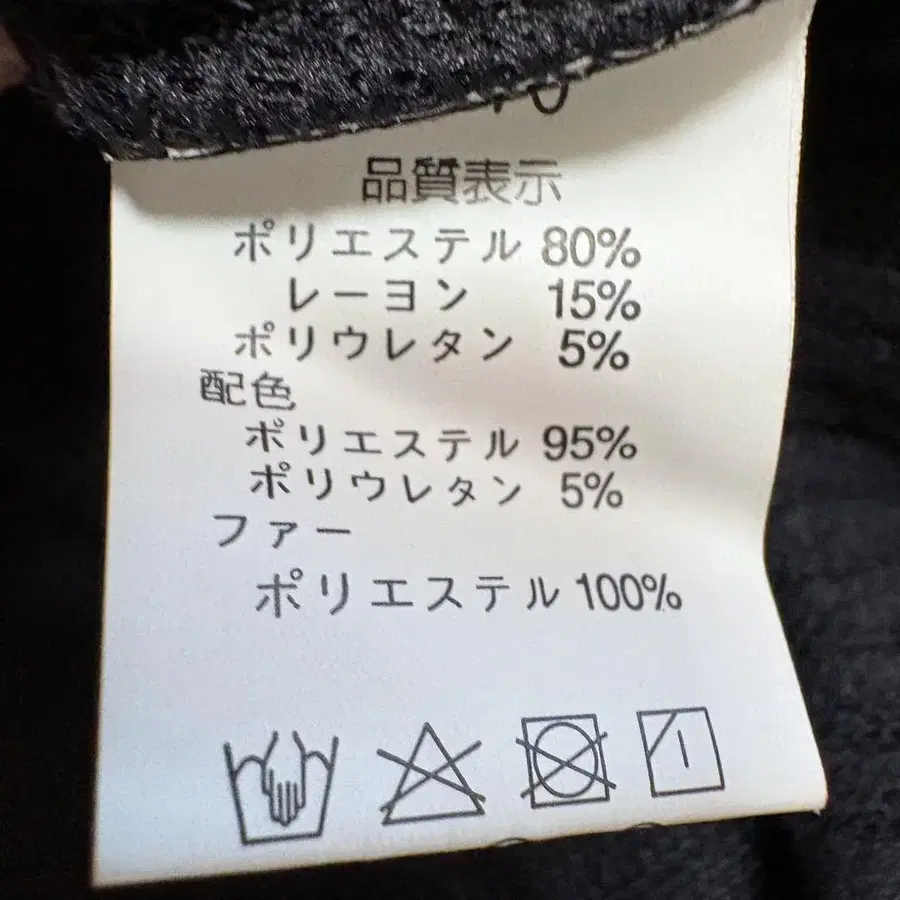 品質表示
ポリエステル 80%
レーヨン 15%
ポリウレタン 5%
配色
ポリエステル 95%
ポリウレタン 5%
ファー
ポリエステル 100%